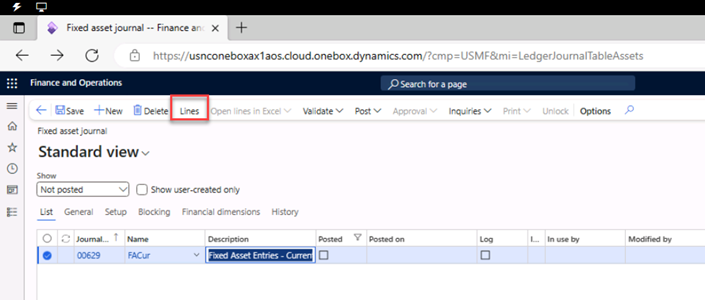 Fixed asset journal -- Finance an
https://usnconeboxax1aos.cloud.onebox.dynamics.com/?cmp=USMF&mi=LedgerJournalTableAssets
Finance and Operations
Search for a page
Save New Delete Lines Open lines in Excel Validate Post Approval Inquiries Print Unlock Options
Fixed asset journal
Standard view
Show
Not posted Show user-created only
List General Setup Blocking Financial dimensions History
Journal... Name Description Posted Posted on Log I... In use by Modified by
00629 FACur Fixed Asset Entries - Curren